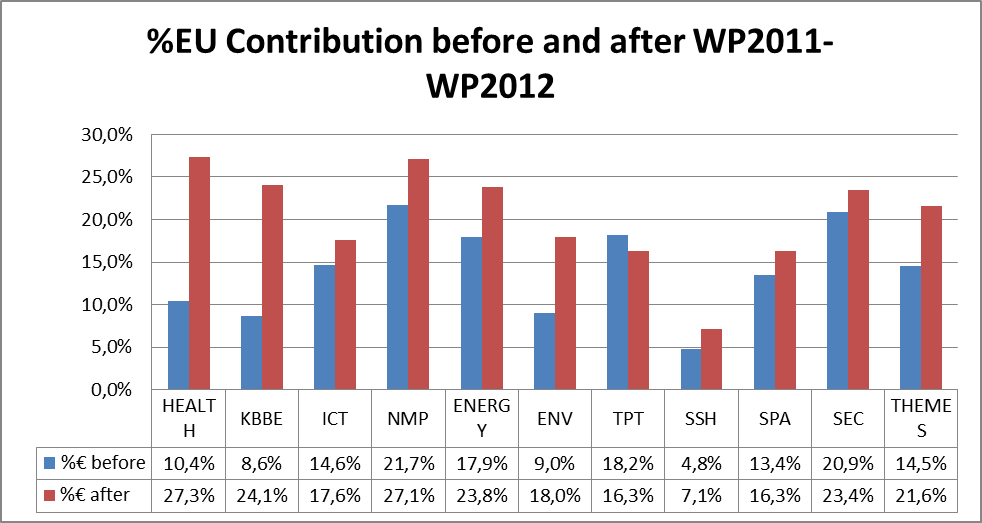 %EU Contribution before and after WP2011-
WP2012
30,0%
25,0%
20,0%
15,0%
10,0%
5,0%
0,0%
HEALT
H
KBBE
ICT
NMP
ENERG
Y
ENV
TPT
SSH
SPA
SEC
THEME
S
%€ before 10,4% 8,6% 14,6% 21,7% 17,9% 9,0% 18,2% 4,8% 13,4% 20,9% 14,5%
%€ after 27,3% 24,1% 17,6% 27,1% 23,8% 18,0% 16,3% 7,1% 16,3% 23,4% 21,6%